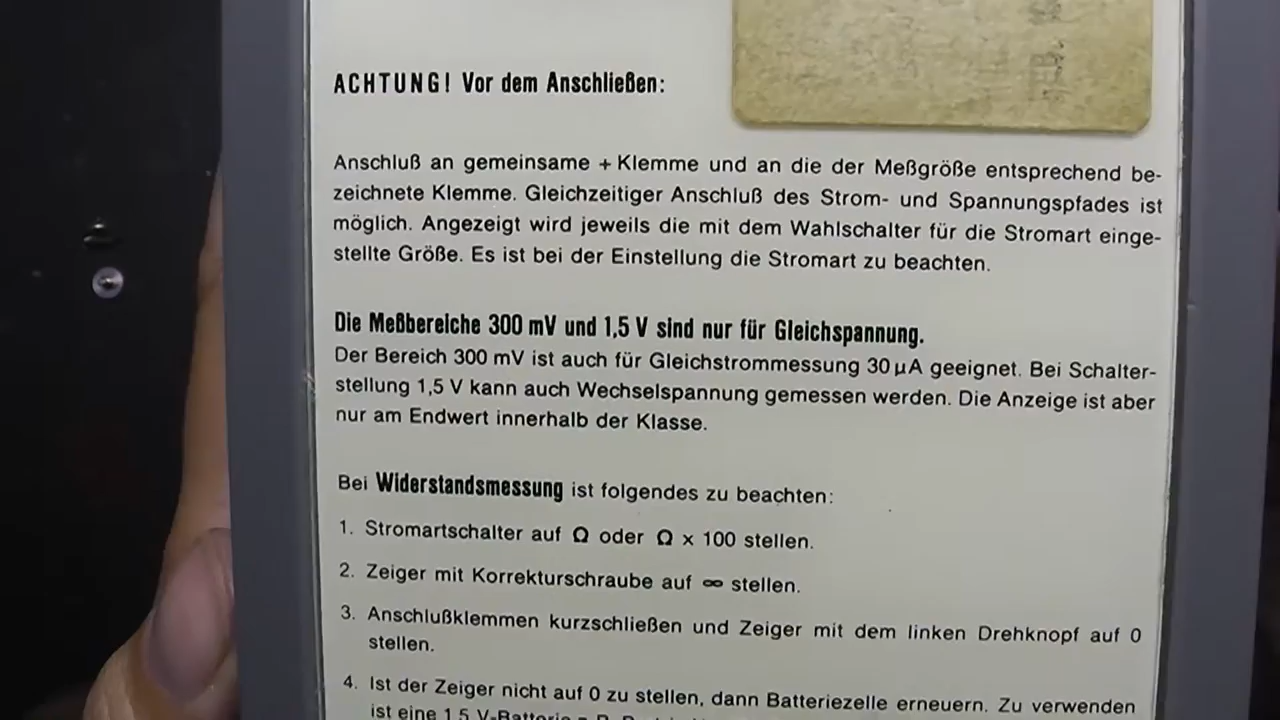 ACHTUNG! Vor dem Anschließen:
Anschluß an gemeinsame + Klemme und an die der Meßgröße entsprechend be-
zeichnete Klemme. Gleichzeitiger Anschluß des Strom- und Spannungspfades ist
möglich. Angezeigt wird jeweils die mit dem Wahlschalter für die Stromart einge-
stellte Größe. Es ist bei der Einstellung die Stromart zu beachten.
Die Meßbereiche 300 mV und 1,5 V sind nur für Gleichspannung.
Der Bereich 300 mV ist auch für Gleichstrommessung 30 µA geeignet. Bei Schalter-
stellung 1,5 V kann auch Wechselspannung gemessen werden. Die Anzeige ist aber
nur am Endwert innerhalb der Klasse.
Bei Widerstandsmessung ist folgendes zu beachten:
1. Stromartschalter auf Ω oder Ω x 100 stellen.
2. Zeiger mit Korrekturschraube auf ∞ stellen.
3. Anschlußklemmen kurzschließen und Zeiger mit dem linken Drehknopf auf 0
stellen.
4. Ist der Zeiger nicht auf 0 zu stellen, dann Batteriezelle erneuern. Zu verwenden
ist eine 1,5 V-Batterie